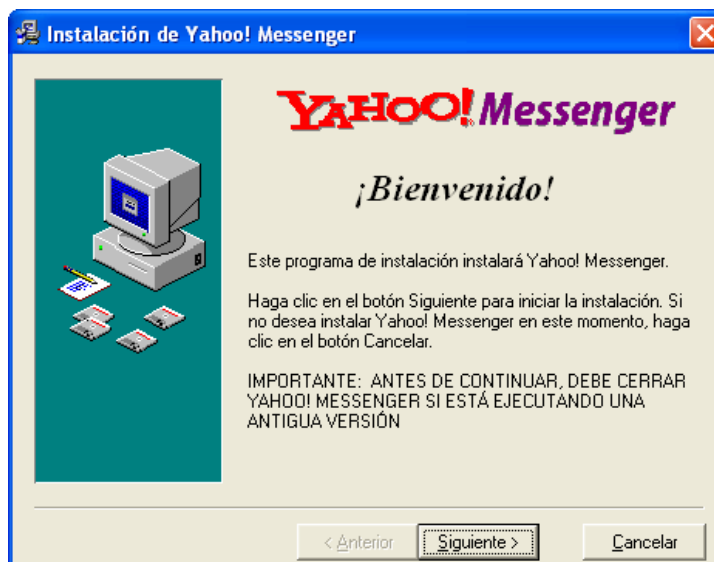 Instalación de Yahoo! Messenger
YAHOO! Messenger
¡Bienvenido!
Este programa de instalación instalará Yahoo! Messenger.
Haga clic en el botón Siguiente para iniciar la instalación. Si
no desea instalar Yahoo! Messenger en este momento, haga
clic en el botón Cancelar.
IMPORTANTE: ANTES DE CONTINUAR, DEBE CERRAR
YAHOO! MESSENGER SI ESTÁ EJECUTANDO UNA
ANTIGUA VERSIÓN
< Anterior Siguiente > Cancelar